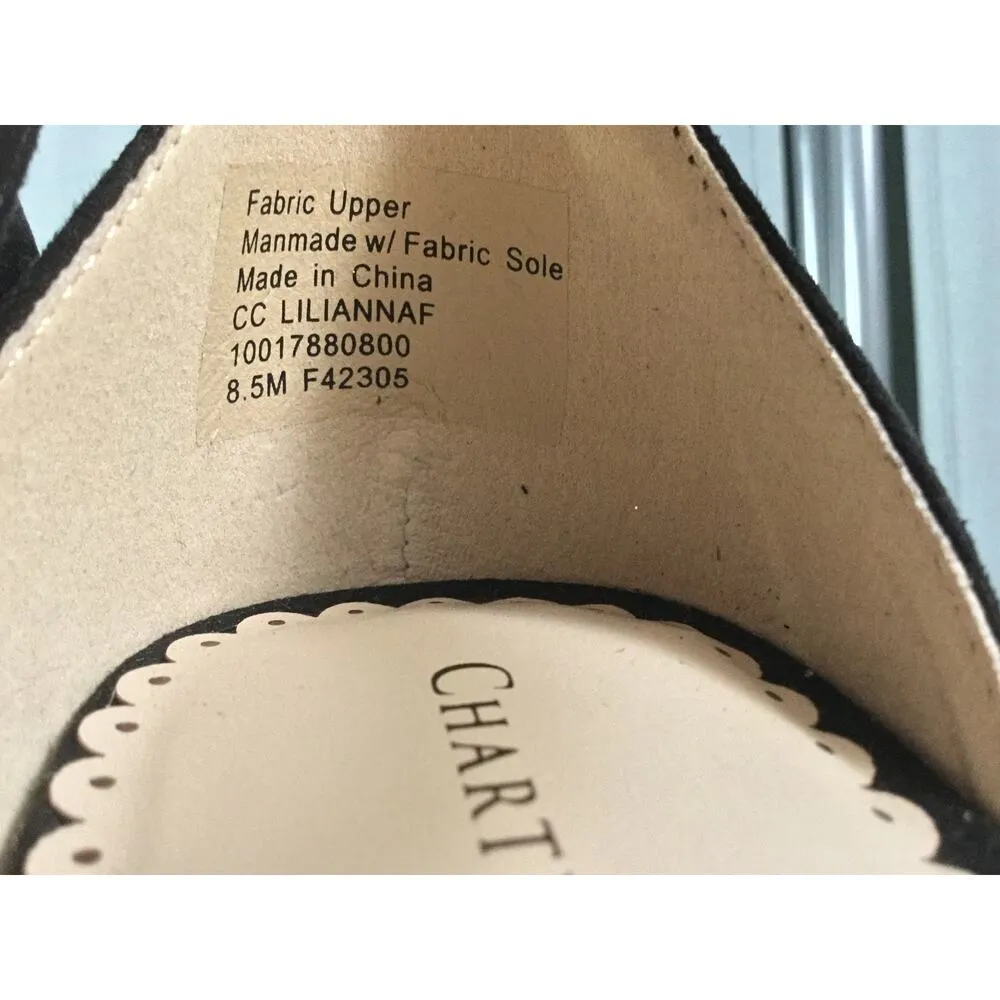 Fabric Upper
Manmade w/ Fabric Sole
Made in China
CC LILIANNAF
10017880800
8.5M F42305
CHART